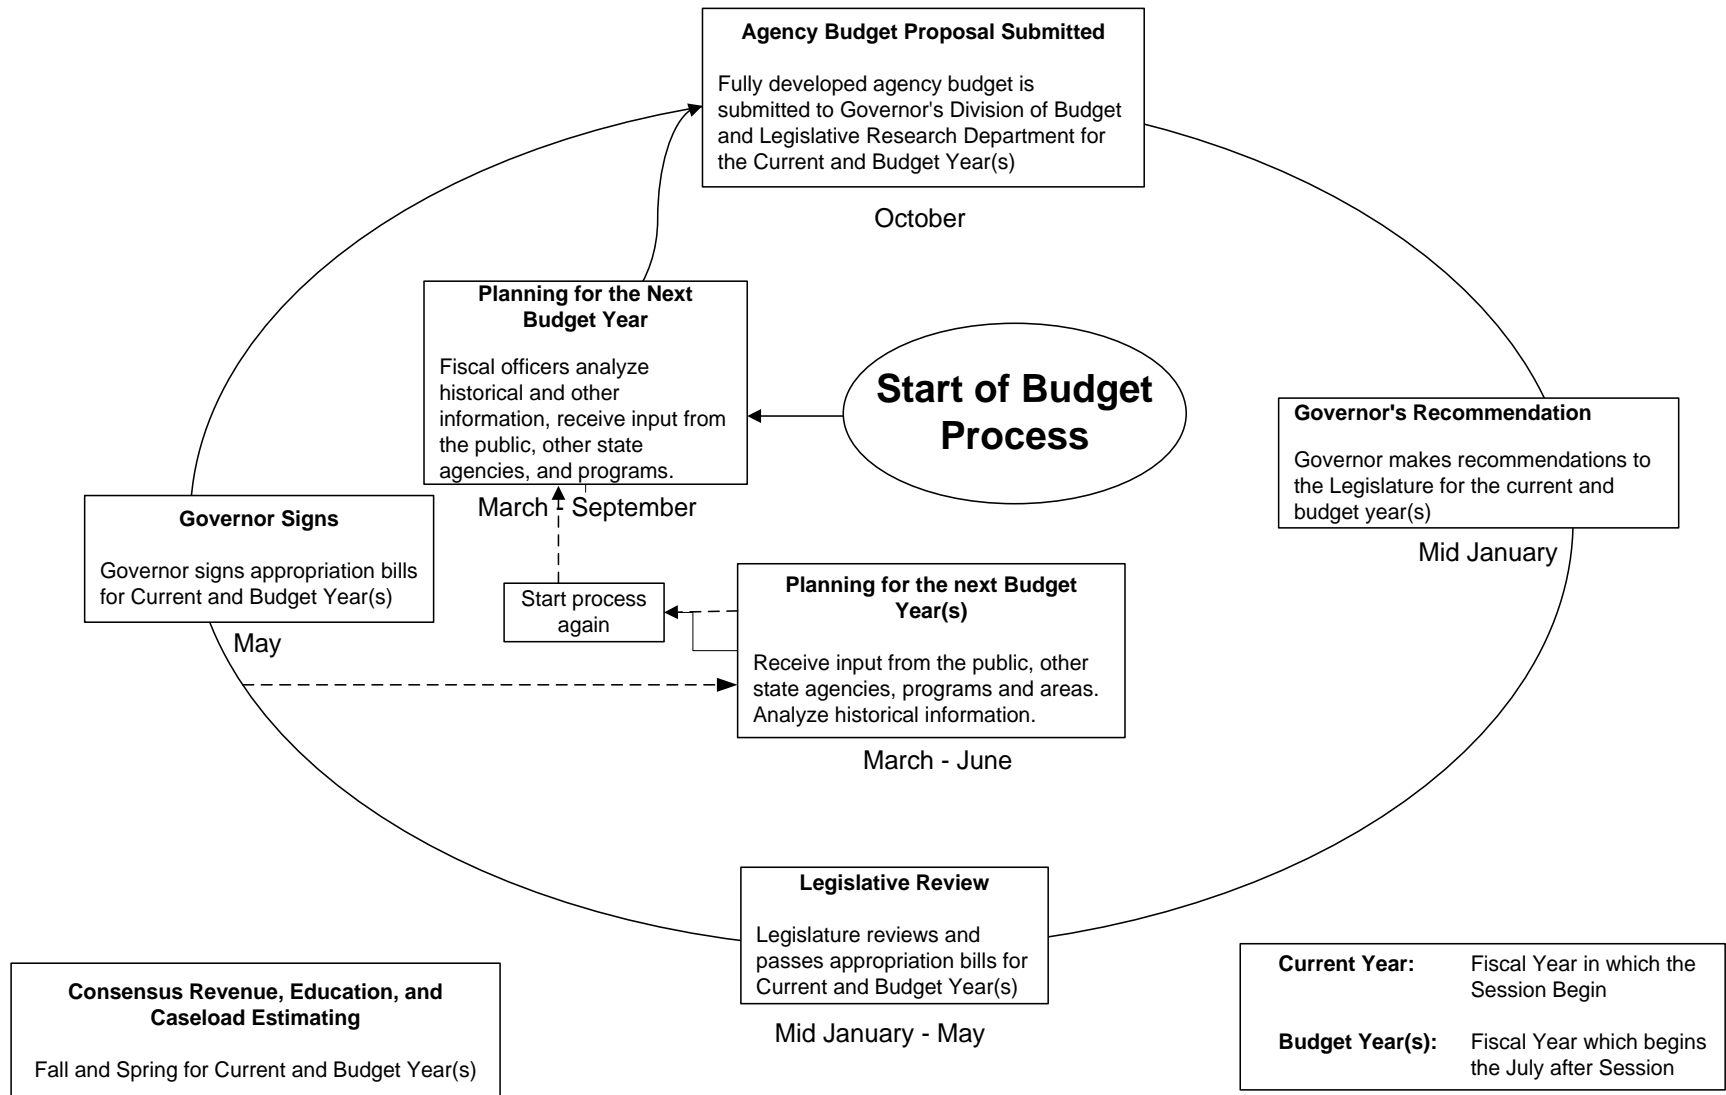 Agency Budget Proposal Submitted
Fully developed agency budget is
submitted to Governor's Division of Budget
and Legislative Research Department for
the Current and Budget Year(s)
October
Planning for the Next
Budget Year
Fiscal officers analyze
historical and other
information, receive input from
the public, other state
agencies, and programs.
March - September
Start of Budget
Process
Governor's Recommendation
Governor makes recommendations to
the Legislature for the current and
budget year(s)
Mid January
Governor Signs
Governor signs appropriation bills
for Current and Budget Year(s)
May
Start process
again
Planning for the next Budget
Year(s)
Receive input from the public, other
state agencies, programs and areas.
Analyze historical information.
March - June
Legislative Review
Legislature reviews and
passes appropriation bills for
Current and Budget Year(s)
Mid January - May
Consensus Revenue, Education, and
Caseload Estimating
Fall and Spring for Current and Budget Year(s)
Current Year: Fiscal Year in which the
Session Begin
Budget Year(s): Fiscal Year which begins
the July after Session